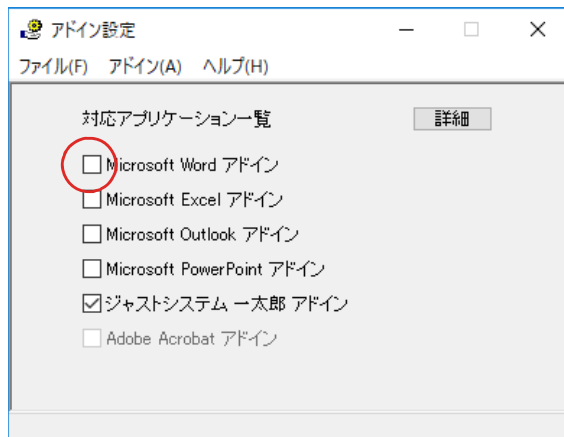 アドイン設定
ファイル(F) アドイン(A) ヘルプ(H)
対応アプリケーション一覧 詳細
Microsoft Word アドイン
Microsoft Excel アドイン
Microsoft Outlook アドイン
Microsoft PowerPoint アドイン
ジャストシステム 一太郎 アドイン
Adobe Acrobat アドイン